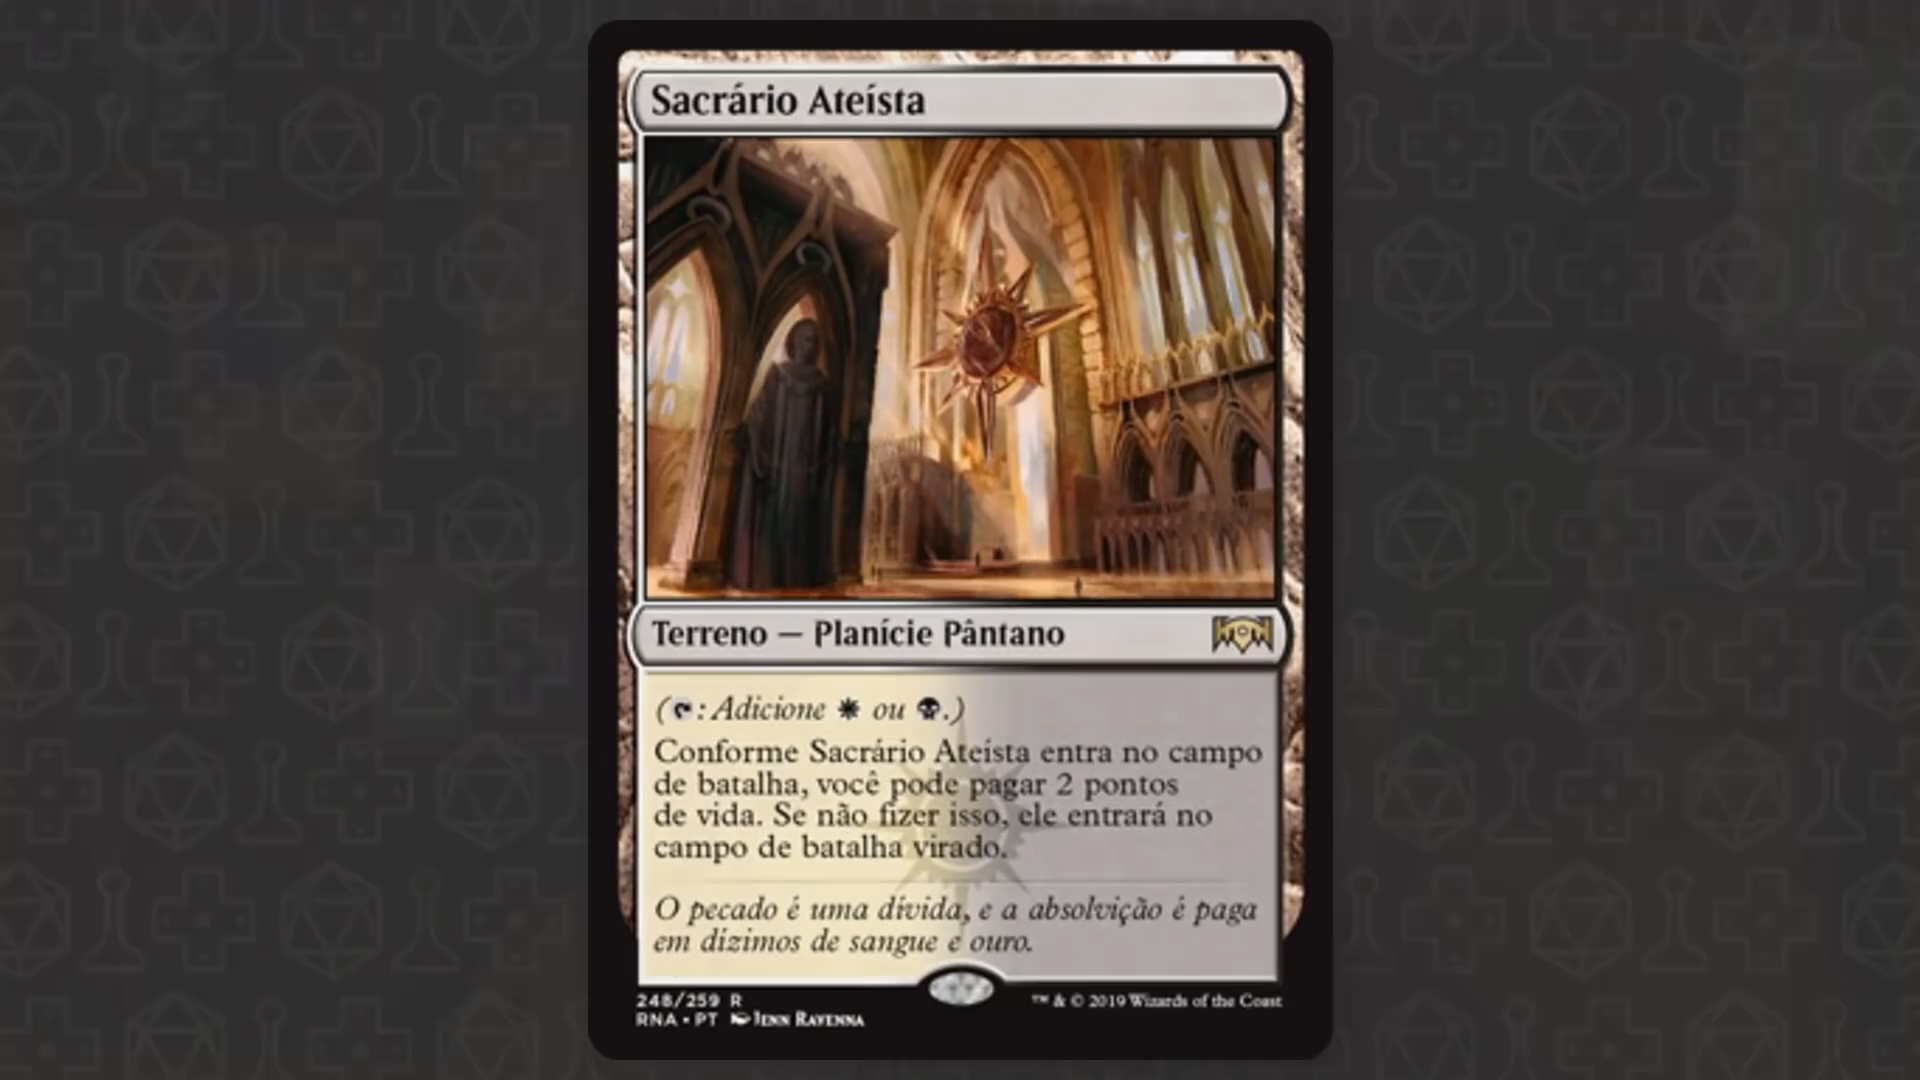 Sacrário Ateísta
Terreno — Planície Pântano
( : Adicione ou .)
Conforme Sacrário Ateísta entra no campo
de batalha, você pode pagar 2 pontos
de vida. Se não fizer isso, ele entrará no
campo de batalha virado.
O pecado é uma dívida, e a absolvição é paga
em dízimos de sangue e ouro.
248/259 R
RNA • PT Jenn Ravenna
™ & © 2019 Wizards of the Coast